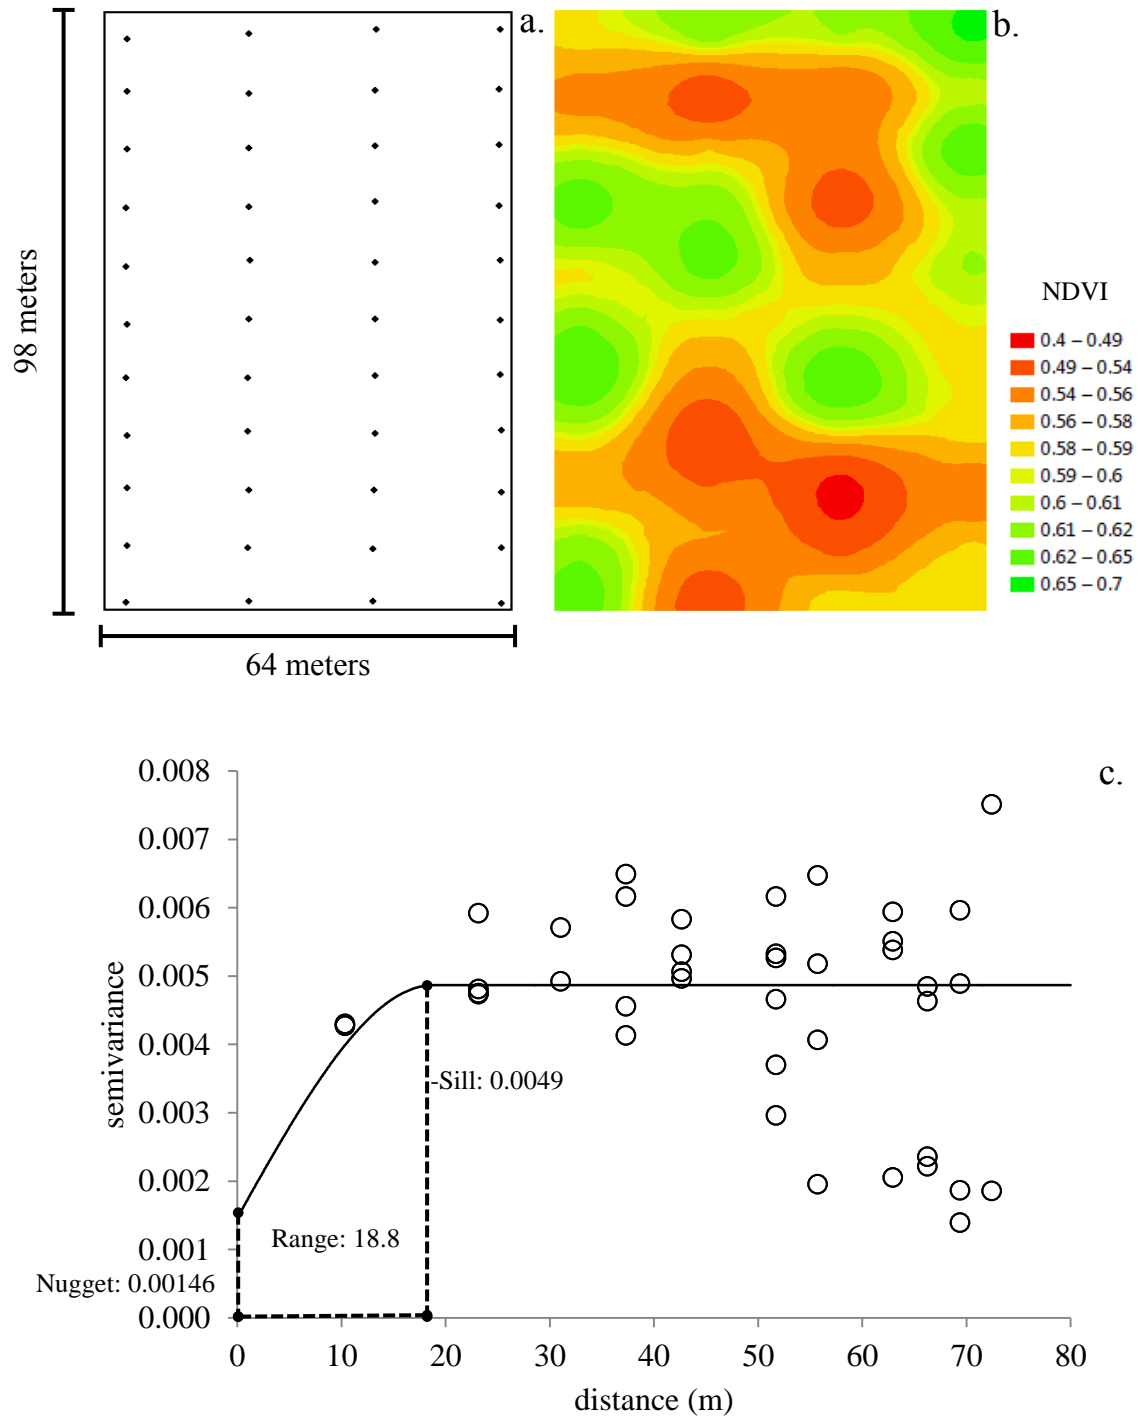 a.
98 meters
64 meters
b.
NDVI
0.4 – 0.49
0.49 – 0.54
0.54 – 0.56
0.56 – 0.58
0.58 – 0.59
0.59 – 0.6
0.6 – 0.61
0.61 – 0.62
0.62 – 0.65
0.65 – 0.7
c.
0.008
0.007
0.006
0.005
0.004
0.003
0.002
0.001
0.000
semivariance
-Sill: 0.0049
Range: 18.8
Nugget: 0.00146
0 10 20 30 40 50 60 70 80
distance (m)